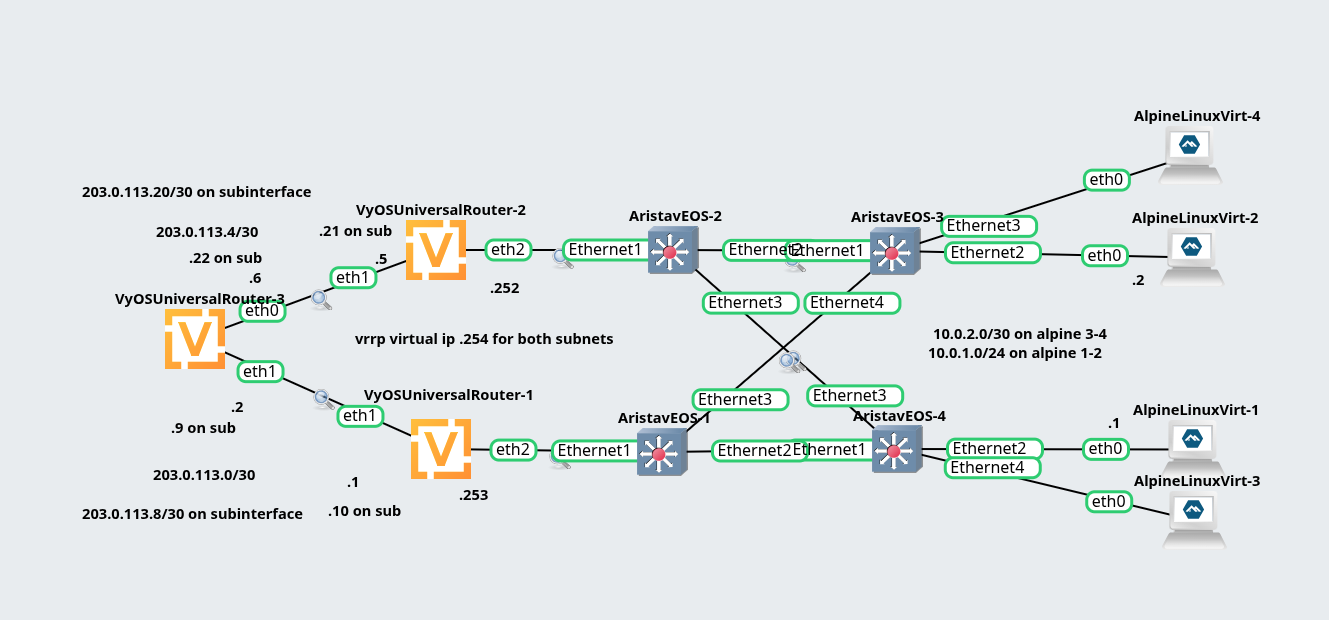 AlpineLinuxVirt-4
eth0
203.0.113.20/30 on subinterface
VyOSUniversalRouter-2
AristavEOS-2
AristavEOS-3
AlpineLinuxVirt-2
203.0.113.4/30
.21 on sub
Ethernet3
eth2
Ethernet1
Ethernet2
Ethernet1
Ethernet2
eth0
.22 on sub
.5
.6
eth1
.2
.252
VyOSUniversalRouter-3
eth0
Ethernet3
Ethernet4
vrrp virtual ip .254 for both subnets
10.0.2.0/30 on alpine 3-4
10.0.1.0/24 on alpine 1-2
eth1
VyOSUniversalRouter-1
Ethernet3
Ethernet3
.2
eth1
AristavEOS-1
AristavEOS-4
AlpineLinuxVirt-1
.9 on sub
.1
eth2
Ethernet1
Ethernet2
Ethernet1
Ethernet2
eth0
203.0.113.0/30
Ethernet4
.1
.253
AlpineLinuxVirt-3
203.0.113.8/30 on subinterface
.10 on sub
eth0